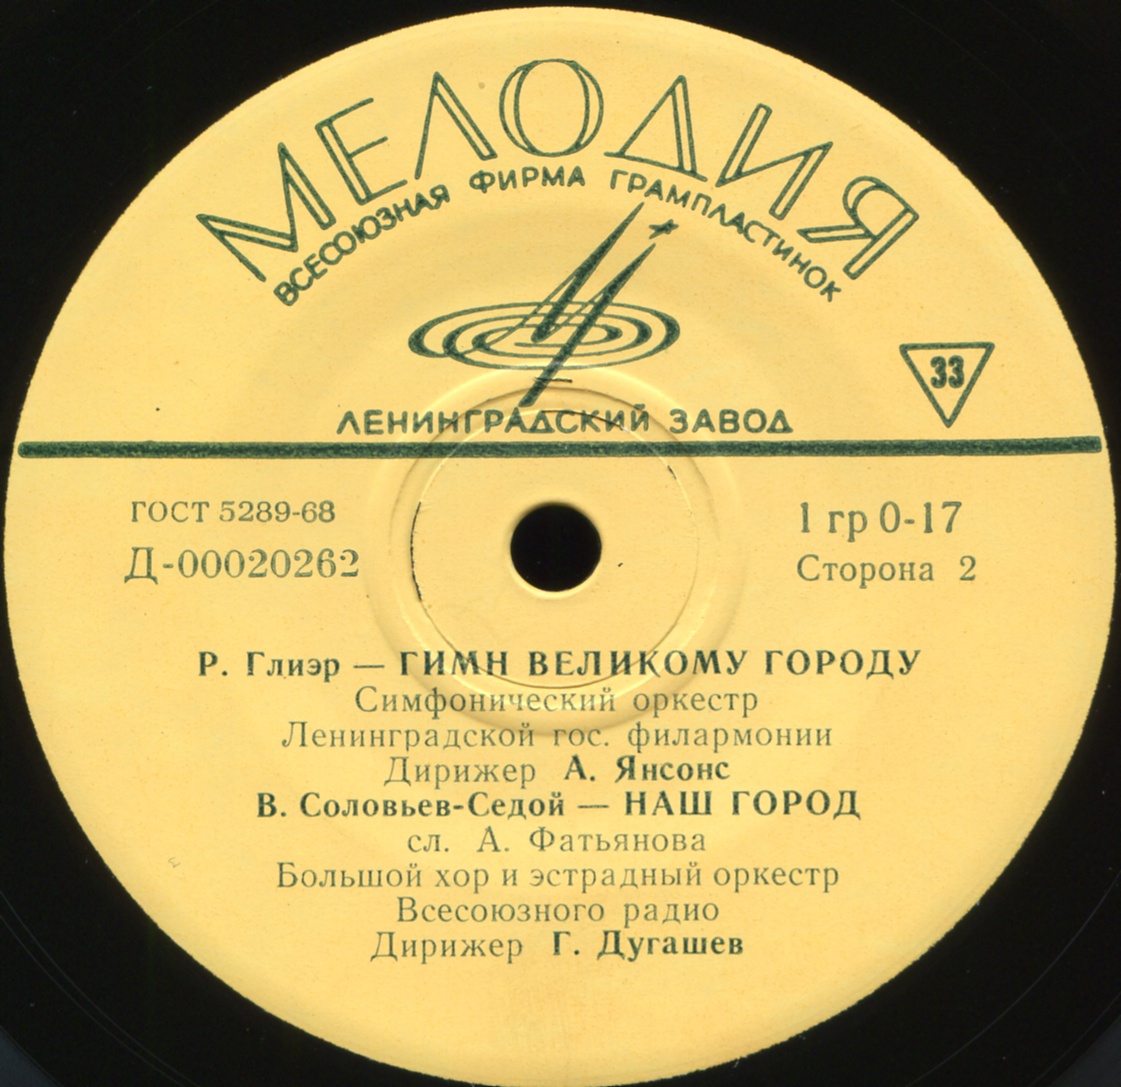 МЕЛОДИЯ
ВСЕСОЮЗНАЯ ФИРМА ГРАМПЛАСТИНОК
33
ЛЕНИНГРАДСКИЙ ЗАВОД
ГОСТ 5289-68
Д-00020262
1 гр 0-17
Сторона 2
Р. Глиэр — ГИМН ВЕЛИКОМУ ГОРОДУ
Симфонический оркестр
Ленинградской гос. филармонии
Дирижер А. Янсонс
В. Соловьев-Седой — НАШ ГОРОД
сл. А. Фатьянова
Большой хор и эстрадный оркестр
Всесоюзного радио
Дирижер Г. Дугашев